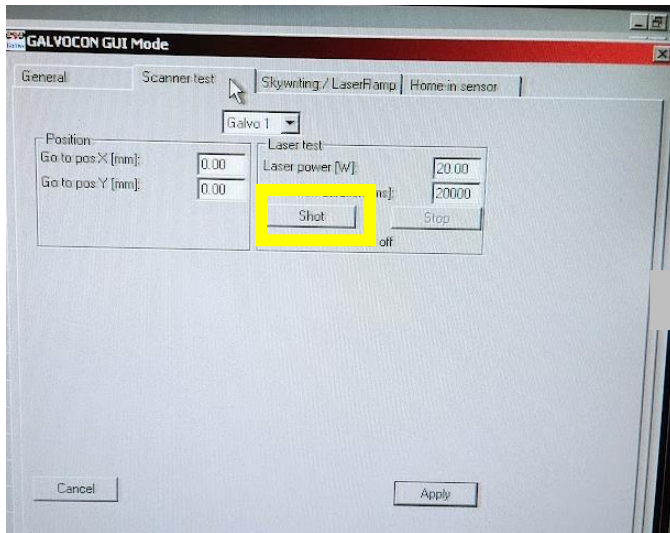 GALVOCON GUI Mode
General
Scanner test
Skywriting / LaserRamp
Home-in sensor
Galvo 1
Position
Go to pos X [mm]: 0.00
Go to pos Y [mm]: 0.00
Laser test
Laser power [W]: 20.00
20000
Shot
Stop
off
Cancel
Apply